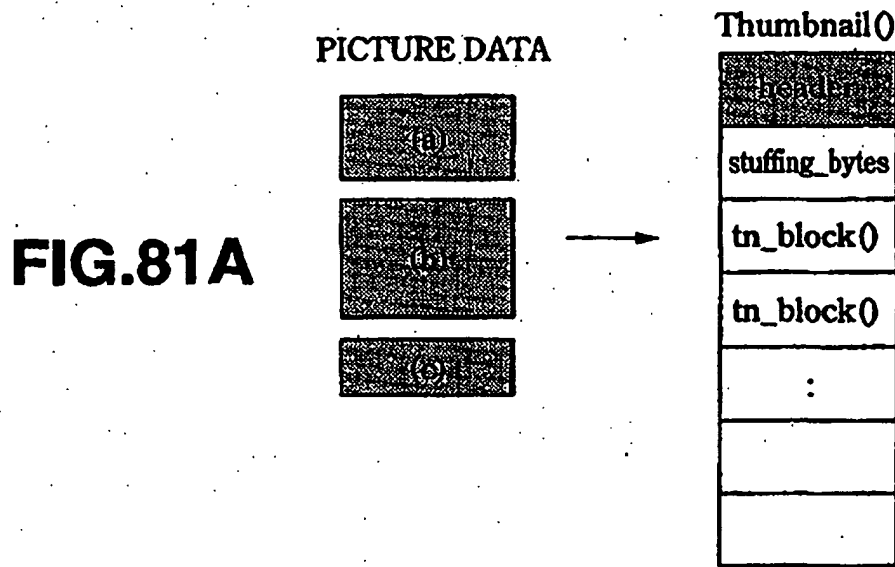 Thumbnail()
PICTURE DATA
header
(a)
stuffing_bytes
FIG.81A
(b)
tn_block()
tn_block()
(c)
: